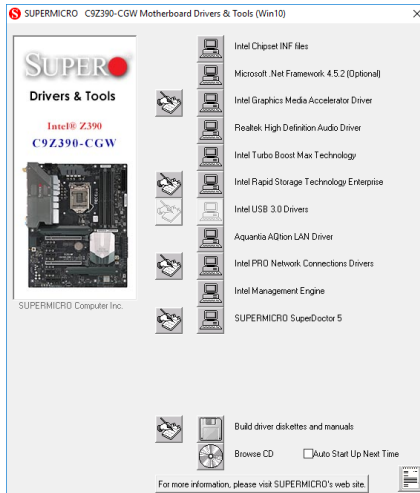 SUPERMICRO C9Z390-CGW Motherboard Drivers & Tools (Win10)
SUPERO
Drivers & Tools
Intel® Z390
C9Z390-CGW
SUPERMICRO Computer Inc.
Intel Chipset INF files
Microsoft .Net Framework 4.5.2 (Optional)
Intel Graphics Media Accelerator Driver
Realtek High Definition Audio Driver
Intel Turbo Boost Max Technology
Intel Rapid Storage Technology Enterprise
Intel USB 3.0 Drivers
Aquantia AQtion LAN Driver
Intel PRO Network Connections Drivers
Intel Management Engine
SUPERMICRO SuperDoctor 5
Build driver diskettes and manuals
Browse CD
Auto Start Up Next Time
For more information, please visit SUPERMICRO's web site.